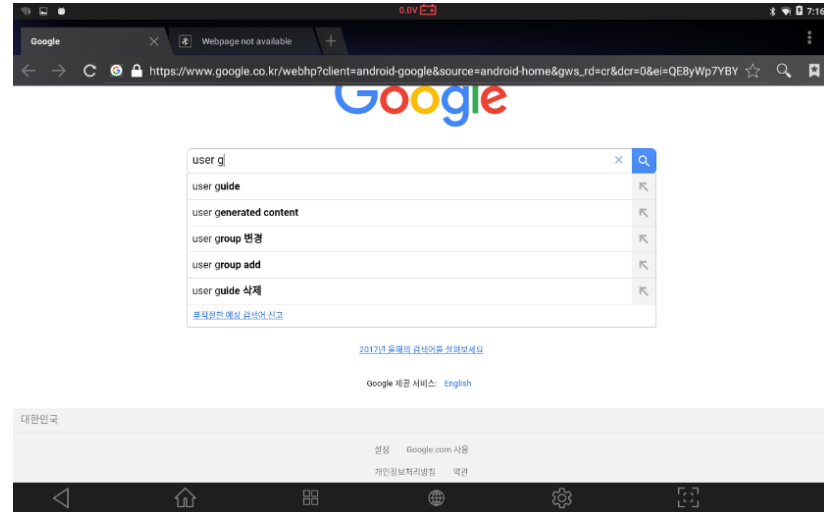 0.0V
7:16
Google
Webpage not available
https://www.google.co.kr/webhp?client=android-google&source=android-home&gws_rd=cr&dcr=0&ei=QE8yWp7YBY
Google
user g
user guide
user generated content
user group 변경
user group add
user guide 삭제
부적절한 예상 검색어 신고
2017년 올해의 검색어를 살펴보세요
Google 제공 서비스: English
대한민국
설정 Google.com 사용
개인정보처리방침 약관